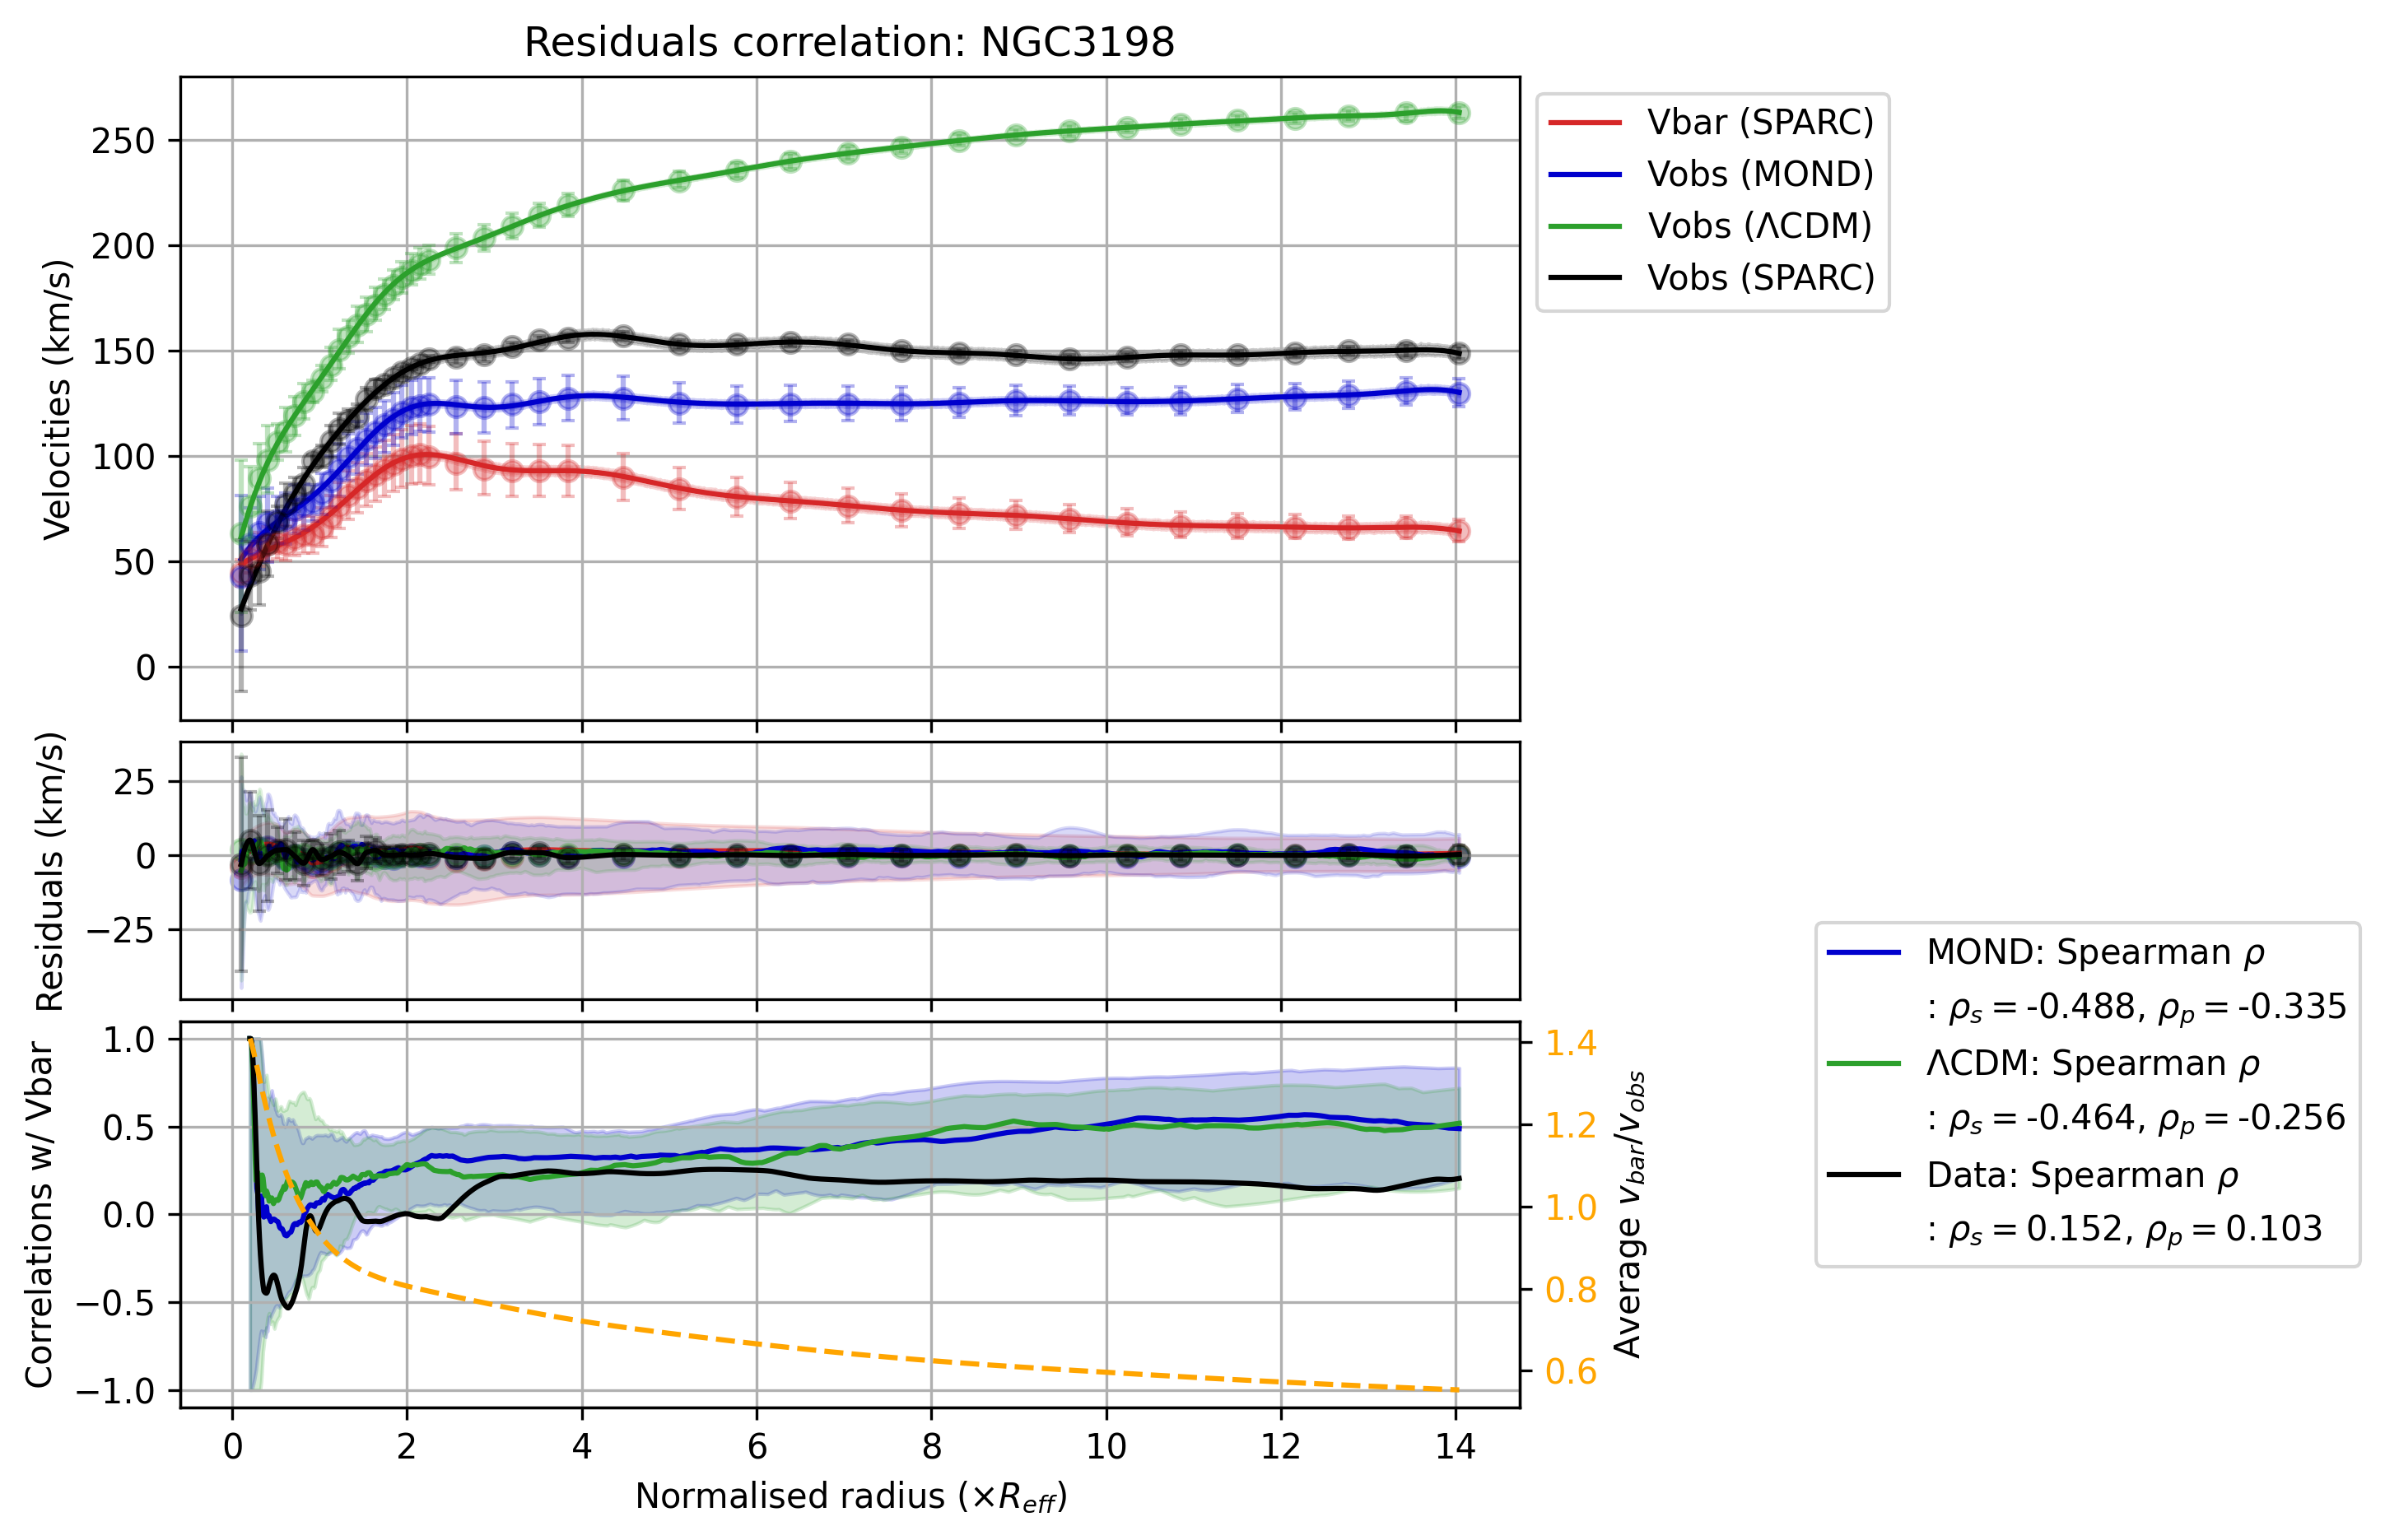 Residuals correlation: NGC3198
Velocities (km/s)
250
200
150
100
50
0
Vbar (SPARC)
Vobs (MOND)
Vobs (ΛCDM)
Vobs (SPARC)
Residuals (km/s)
25
0
−25
Correlations w/ Vbar
1.0
0.5
0.0
−0.5
−1.0
1.4
1.2
1.0
0.8
0.6
Average v_bar/v_obs
MOND: Spearman ρ
: ρ_s = -0.488, ρ_p = -0.335
ΛCDM: Spearman ρ
: ρ_s = -0.464, ρ_p = -0.256
Data: Spearman ρ
: ρ_s = 0.152, ρ_p = 0.103
0 2 4 6 8 10 12 14
Normalised radius (×R_eff)